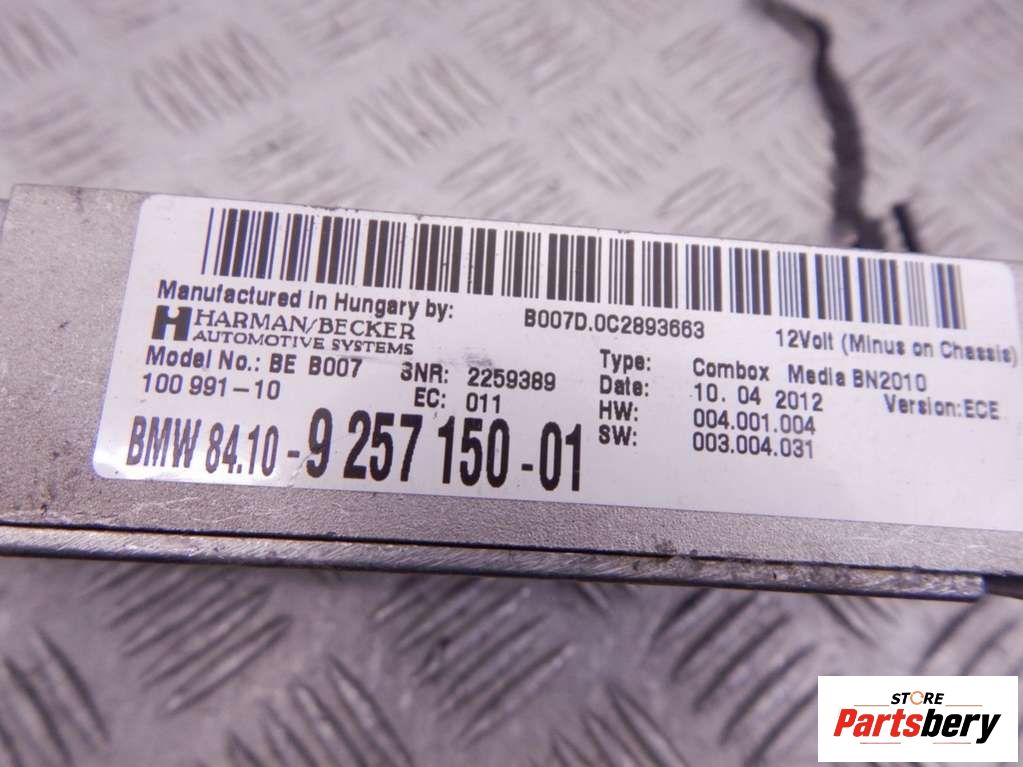 Manufactured in Hungary by:
B007D.0C2893663
12Volt (Minus on Chassis)
HARMAN/BECKER
AUTOMOTIVE SYSTEMS
Model No.: BE B007
100 991-10
SNR: 2259389
EC: 011
Type: Combox Media BN2010
Date: 10. 04 2012
Version:ECE
HW: 004.001.004
SW: 003.004.031
BMW 84.10-9 257 150-01
STORE
Partsbery